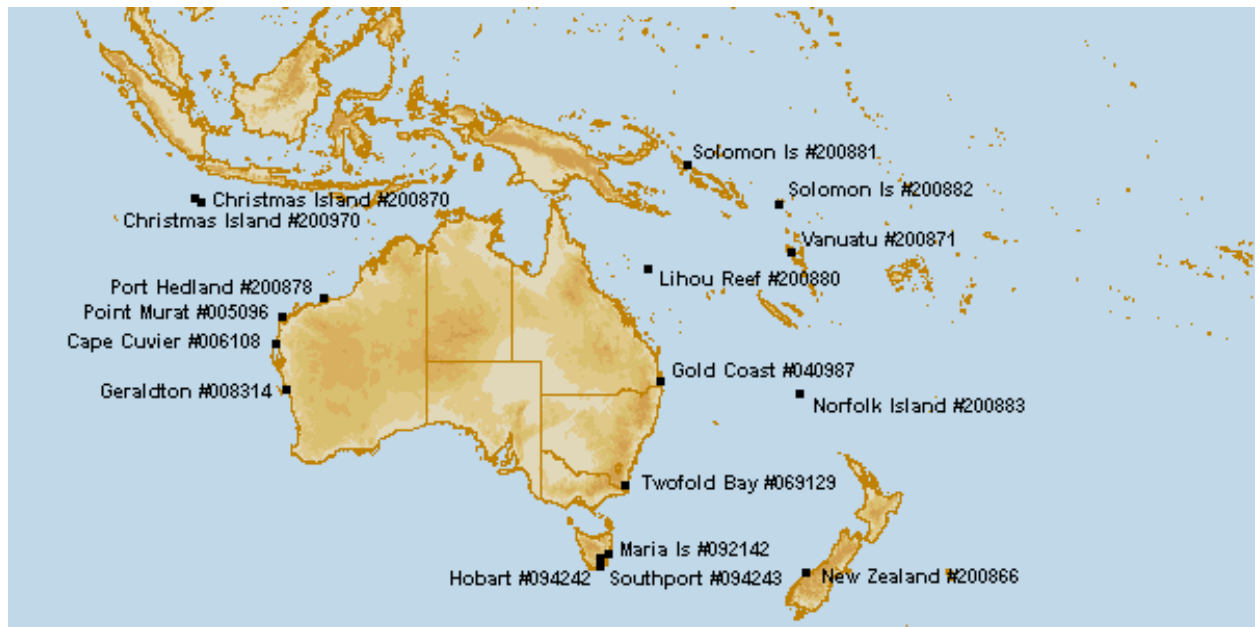 Solomon Is #200881
Solomon Is #200882
Christmas Island #200870
Christmas Island #200970
Vanuatu #200871
Lihou Reef #200880
Port Hedland #200878
Point Murat #005096
Cape Cuvier #006108
Gold Coast #040987
Geraldton #008314
Norfolk Island #200883
Twofold Bay #069129
Maria Is #092142
Hobart #094242
Southport #094243
New Zealand #200866